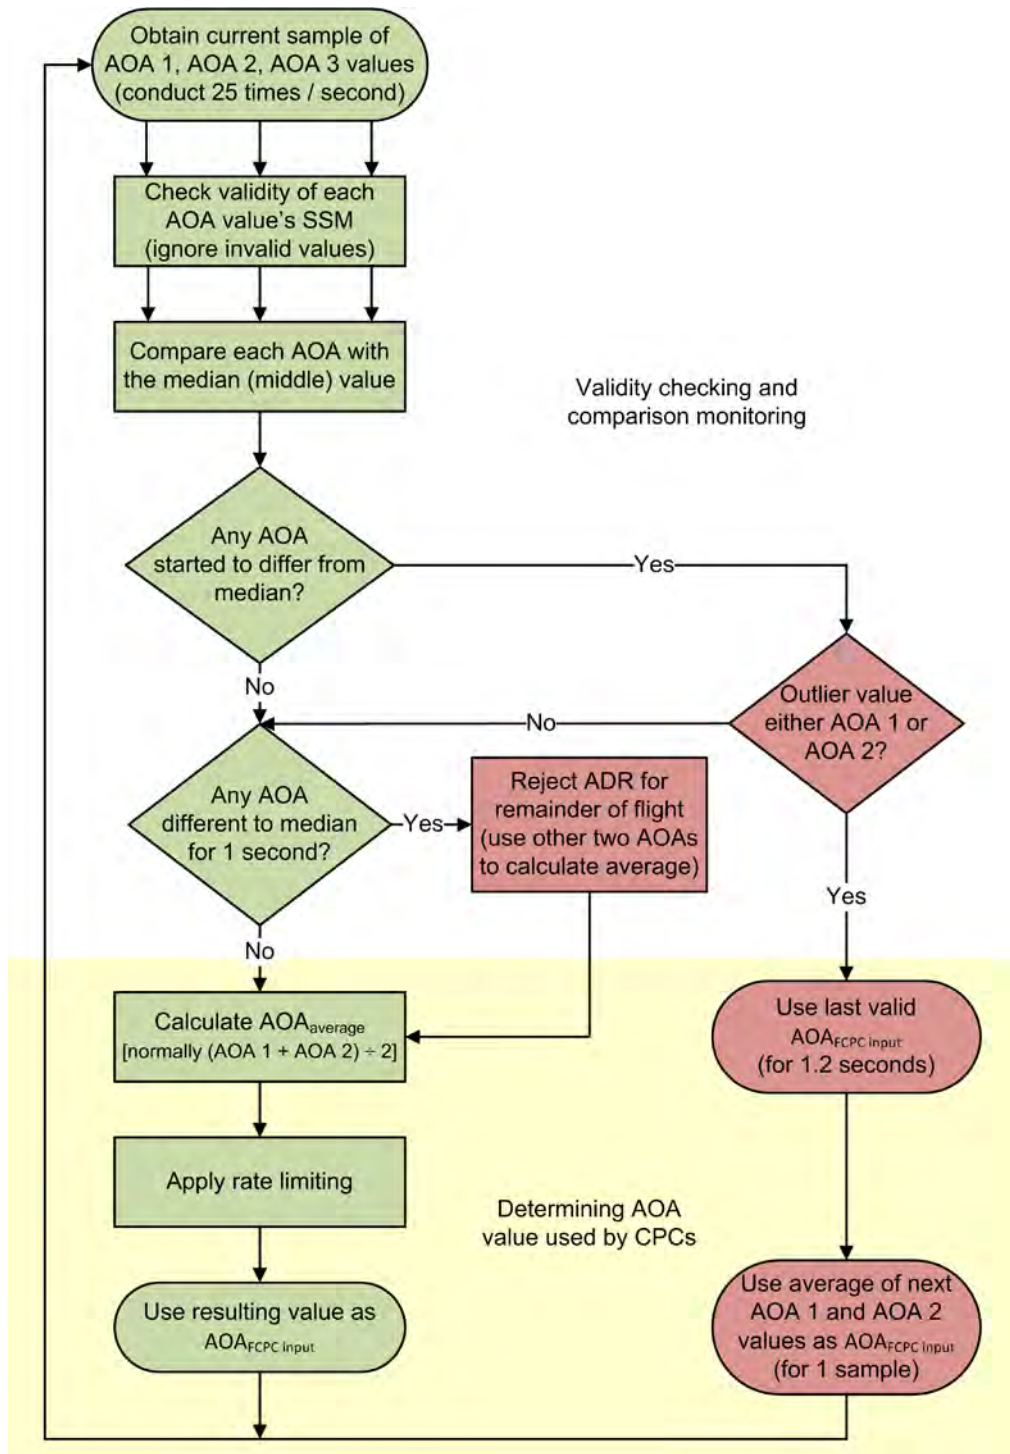 Obtain current sample of
AOA 1, AOA 2, AOA 3 values
(conduct 25 times / second)
Check validity of each
AOA value's SSM
(ignore invalid values)
Compare each AOA with
the median (middle) value
Validity checking and
comparison monitoring
Any AOA
started to differ from
median?
Yes
No
Outlier value
either AOA 1 or
AOA 2?
No
Any AOA
different to median
for 1 second?
Yes
Reject ADR for
remainder of flight
(use other two AOAs
to calculate average)
Yes
No
Calculate AOAaverage
[normally (AOA 1 + AOA 2) ÷ 2]
Use last valid
AOAFCPC input
(for 1.2 seconds)
Apply rate limiting
Determining AOA
value used by CPCs
Use resulting value as
AOAFCPC input
Use average of next
AOA 1 and AOA 2
values as AOAFCPC input
(for 1 sample)